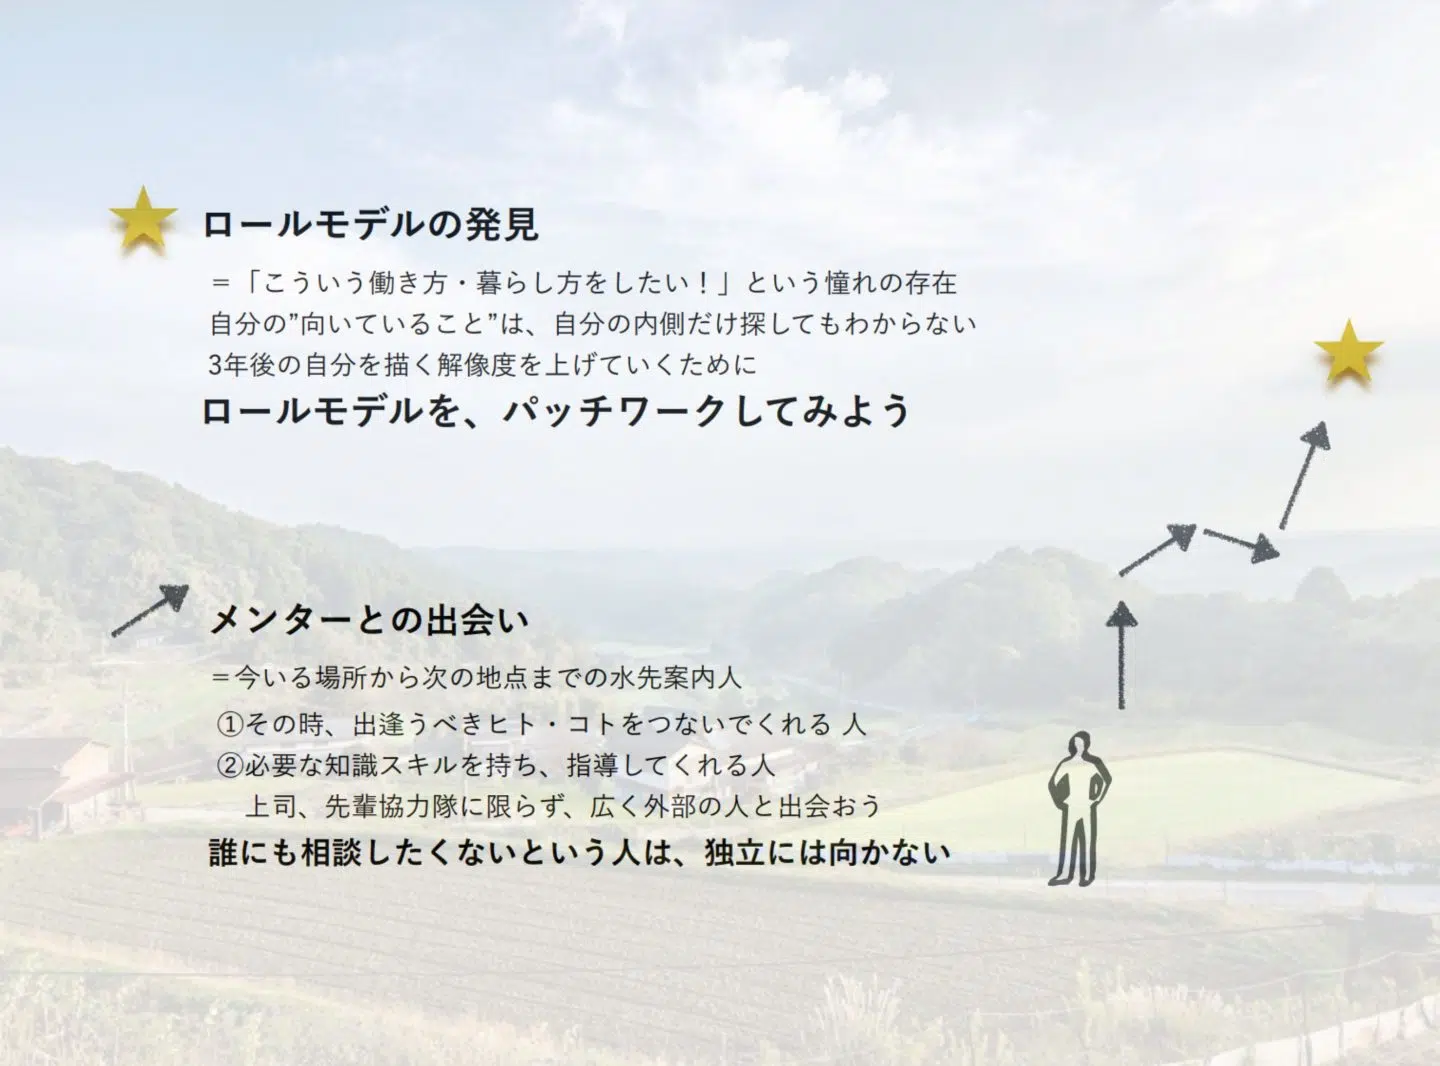 ロールモデルの発見
＝「こういう働き方・暮らし方をしたい！」という憧れの存在
自分の”向いていること”は、自分の内側だけ探してもわからない
3年後の自分を描く解像度を上げていくために
ロールモデルを、パッチワークしてみよう
メンターとの出会い
＝今いる場所から次の地点までの水先案内人
①その時、出逢うべきヒト・コトをつないでくれる 人
②必要な知識スキルを持ち、指導してくれる人
上司、先輩協力隊に限らず、広く外部の人と出会おう
誰にも相談したくないという人は、独立には向かない